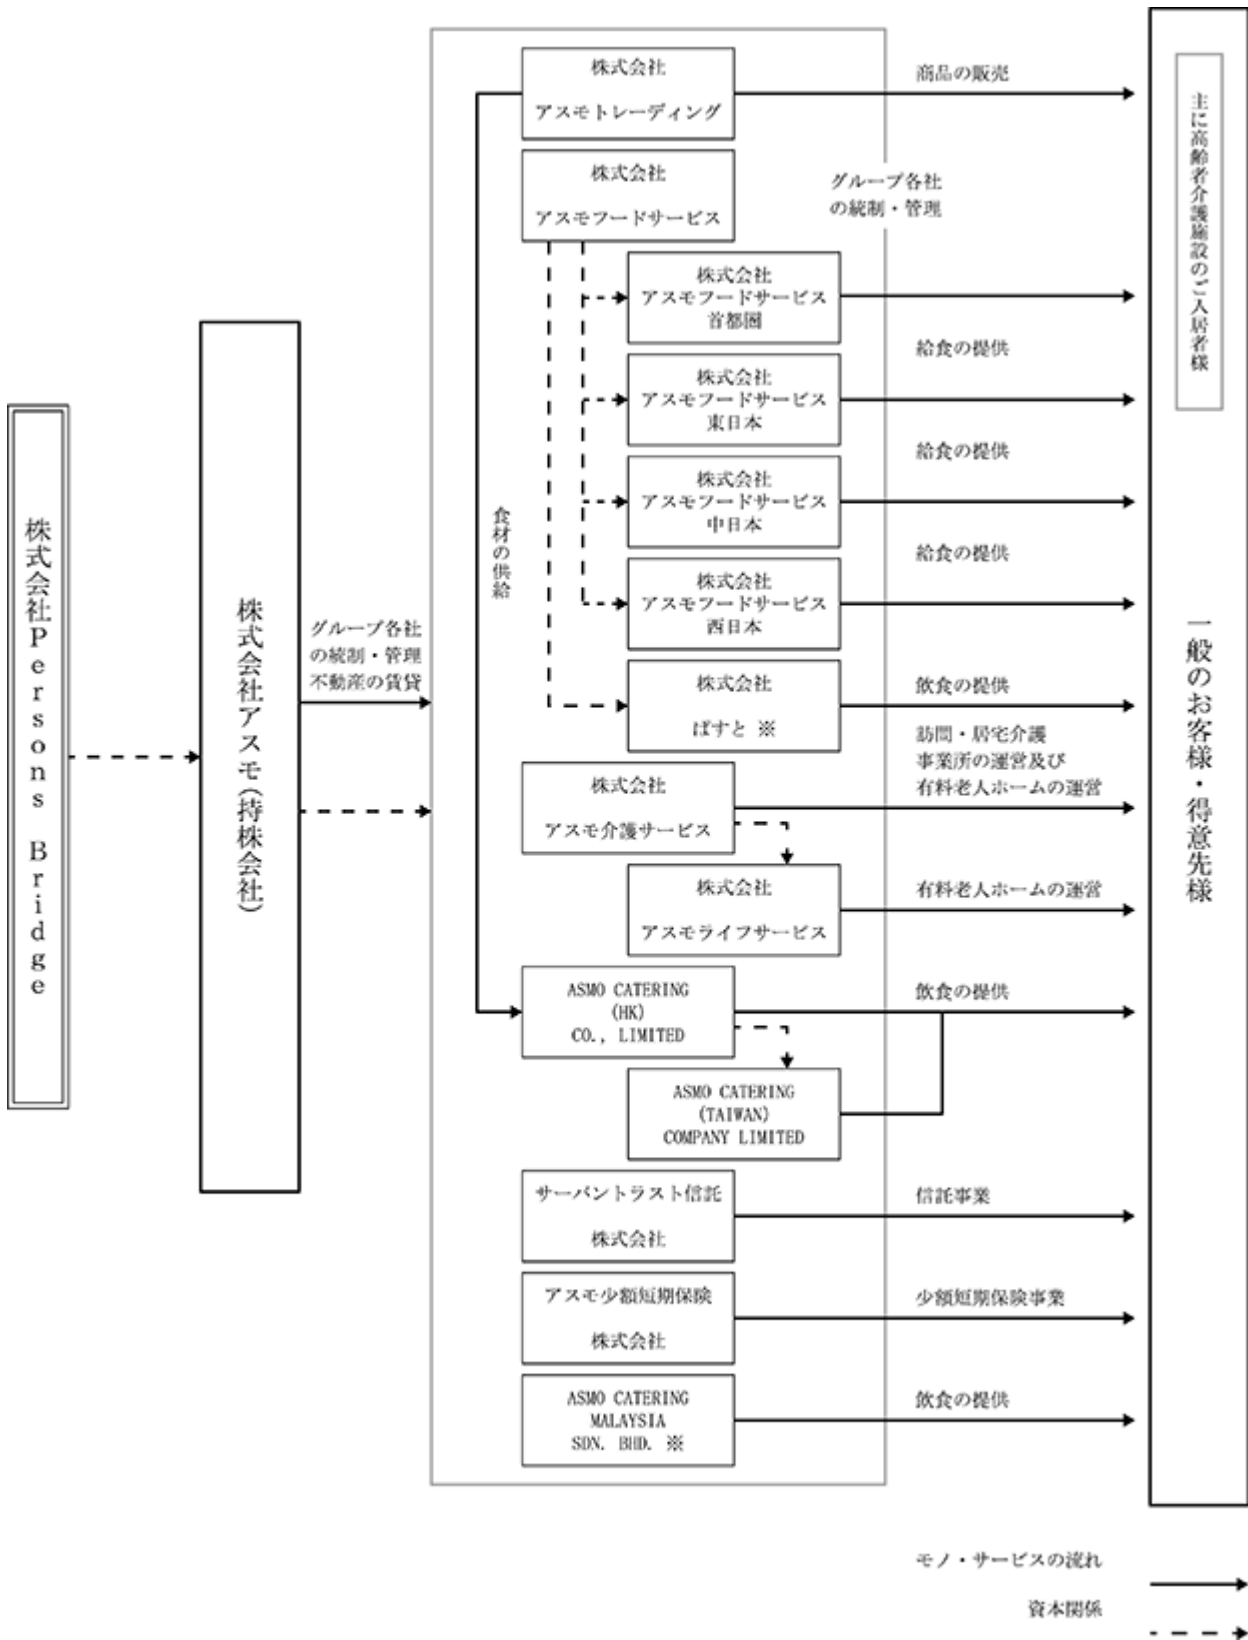 株式会社Persons Bridge
株式会社アスモ(持株会社)
グループ各社
の統制・管理
不動産の賃貸
株式会社
アスモトレーディング
商品の販売
株式会社
アスモフードサービス
グループ各社
の統制・管理
株式会社
アスモフードサービス
首都圏
給食の提供
株式会社
アスモフードサービス
東日本
給食の提供
株式会社
アスモフードサービス
中日本
給食の提供
株式会社
アスモフードサービス
西日本
食材の供給
株式会社
ぱすと ※
飲食の提供
訪問・居宅介護
事業所の運営及び
有料老人ホームの運営
株式会社
アスモ介護サービス
株式会社
アスモライフサービス
有料老人ホームの運営
ASMO CATERING
(HK)
CO., LIMITED
飲食の提供
ASMO CATERING
(TAIWAN)
COMPANY LIMITED
サーバントラスト信託
株式会社
信託事業
アスモ少額短期保険
株式会社
少額短期保険事業
ASMO CATERING
MALAYSIA
SDN. BHD. ※
飲食の提供
主に高齢者介護施設のご入居者様
一般のお客様・得意先様
モノ・サービスの流れ
資本関係